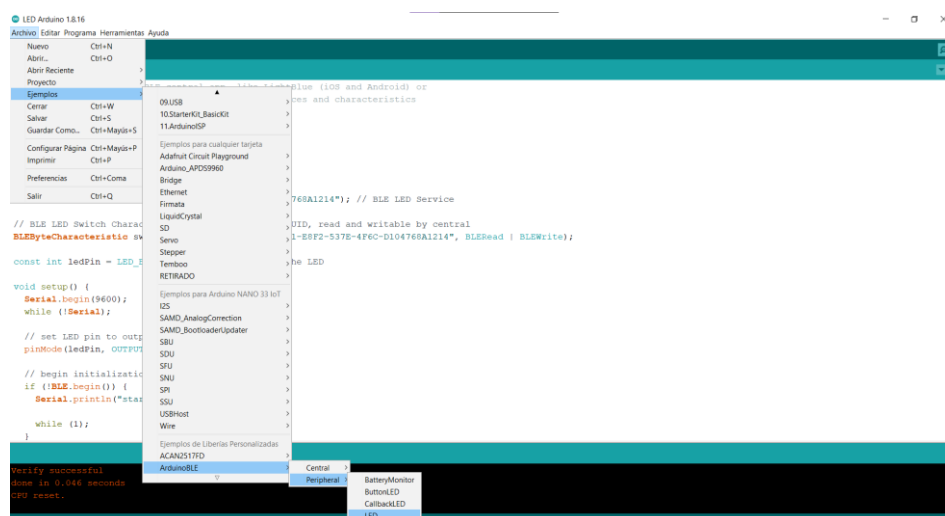 LED Arduino 1.8.16
Archivo Editar Programa Herramientas Ayuda
Nuevo Ctrl+N
Abrir... Ctrl+O
Abrir Reciente
Proyecto
Ejemplos
Cerrar Ctrl+W
Salvar Ctrl+S
Guardar Como... Ctrl+Mayús+S
Configurar Página Ctrl+Mayús+P
Imprimir Ctrl+P
Preferencias Ctrl+Coma
Salir Ctrl+Q
09.USB
10.StarterKit_BasicKit
11.ArduinoISP
Ejemplos para cualquier tarjeta
Adafruit Circuit Playground
Arduino_APDS9960
Bridge
Ethernet
Firmata
LiquidCrystal
SD
Servo
Stepper
Temboo
RETIRADO
Ejemplos para Arduino NANO 33 IoT
I2S
SAMD_AnalogCorrection
SAMD_BootloaderUpdater
SBU
SDU
SFU
SNU
SPI
SSU
USBHost
Wire
Ejemplos de Liberías Personalizadas
ACAN2517FD
ArduinoBLE
Central
Peripheral
BatteryMonitor
ButtonLED
CallbackLED
LED
(iOS and Android) or
ces and characteristics
768A1214"); // BLE LED Service
// BLE LED Switch Charac UID, read and writable by central
BLEByteCharacteristic sw 1-E8F2-537E-4F6C-D104768A1214", BLERead | BLEWrite);
const int ledPin = LED_ he LED
void setup() {
Serial.begin(9600);
while (!Serial);
// set LED pin to outp
pinMode(ledPin, OUTPUT
// begin initializatio
if (!BLE.begin()) {
Serial.println("star
while (1);
}
Verify successful
done in 0.046 seconds
CPU reset.